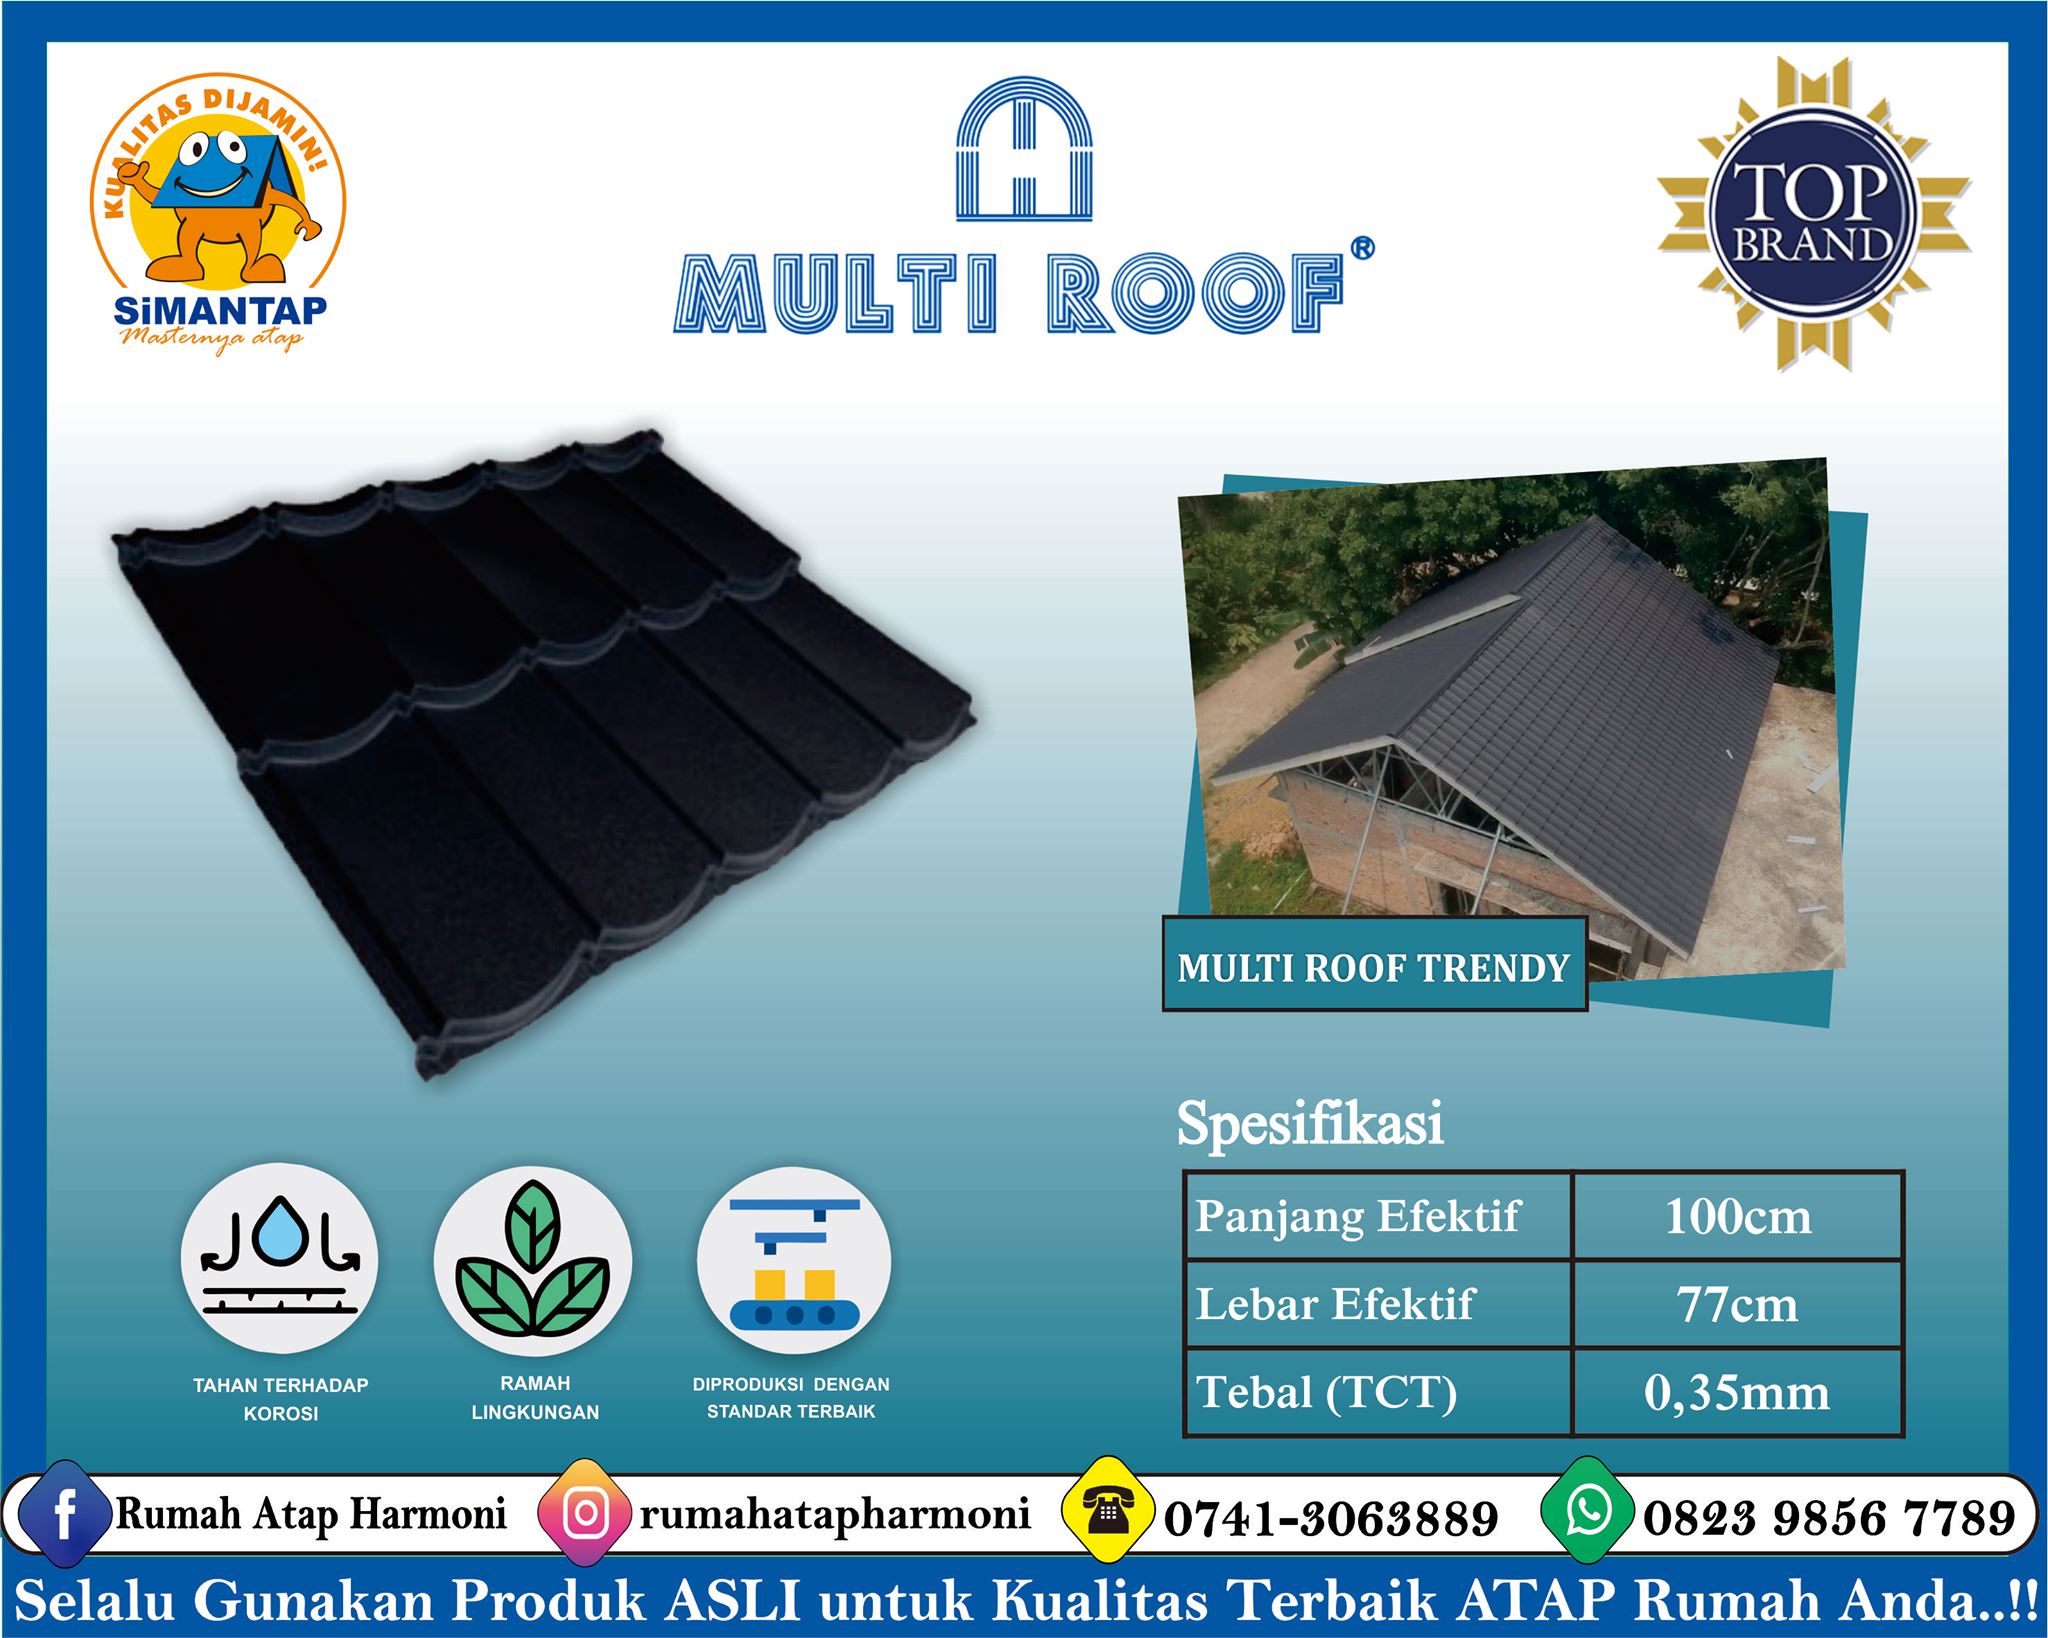 KUALITAS DIJAMIN!
SiMANTAP
Masternya atap
MULTI ROOF®
TOP
BRAND
MULTI ROOF TRENDY
Spesifikasi
Panjang Efektif 100cm
Lebar Efektif 77cm
Tebal (TCT) 0,35mm
TAHAN TERHADAP
KOROSI
RAMAH
LINGKUNGAN
DIPRODUKSI DENGAN
STANDAR TERBAIK
Rumah Atap Harmoni rumahatapharmoni 0741-3063889 0823 9856 7789
Selalu Gunakan Produk ASLI untuk Kualitas Terbaik ATAP Rumah Anda..!!